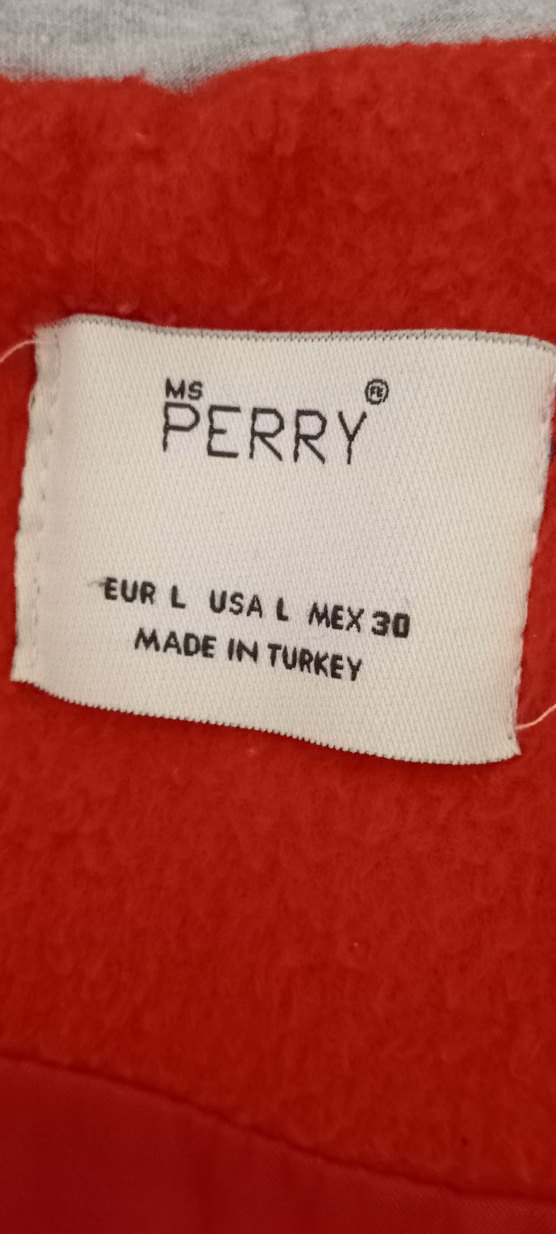 MS
PERRY®
EUR L USA L MEX 30
MADE IN TURKEY